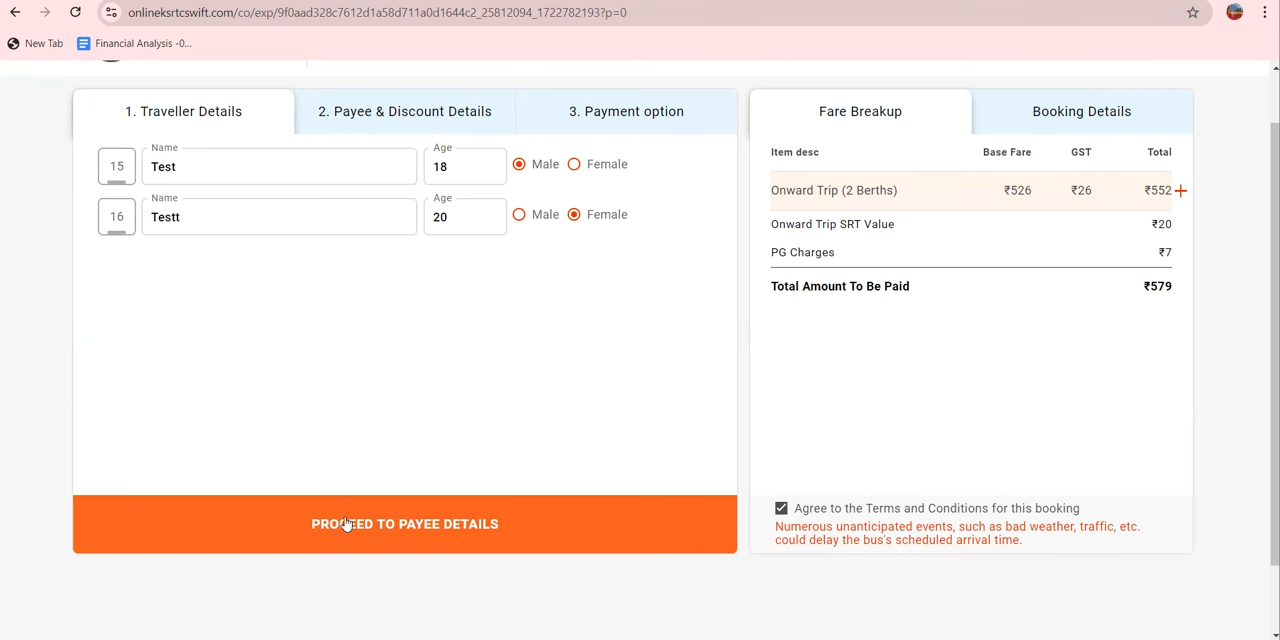 onlineksrtcswift.com/co/exp/9f0aad328c7612d1a58d711a0d1644c2_25812094_1722782193?p=0
New Tab Financial Analysis -0...
1. Traveller Details 2. Payee & Discount Details 3. Payment option
15 Name Test Age 18 Male Female
16 Name Testt Age 20 Male Female
PROCEED TO PAYEE DETAILS
Fare Breakup Booking Details
Item desc Base Fare GST Total
Onward Trip (2 Berths) ₹526 ₹26 ₹552 +
Onward Trip SRT Value ₹20
PG Charges ₹7
Total Amount To Be Paid ₹579
Agree to the Terms and Conditions for this booking
Numerous unanticipated events, such as bad weather, traffic, etc.
could delay the bus's scheduled arrival time.